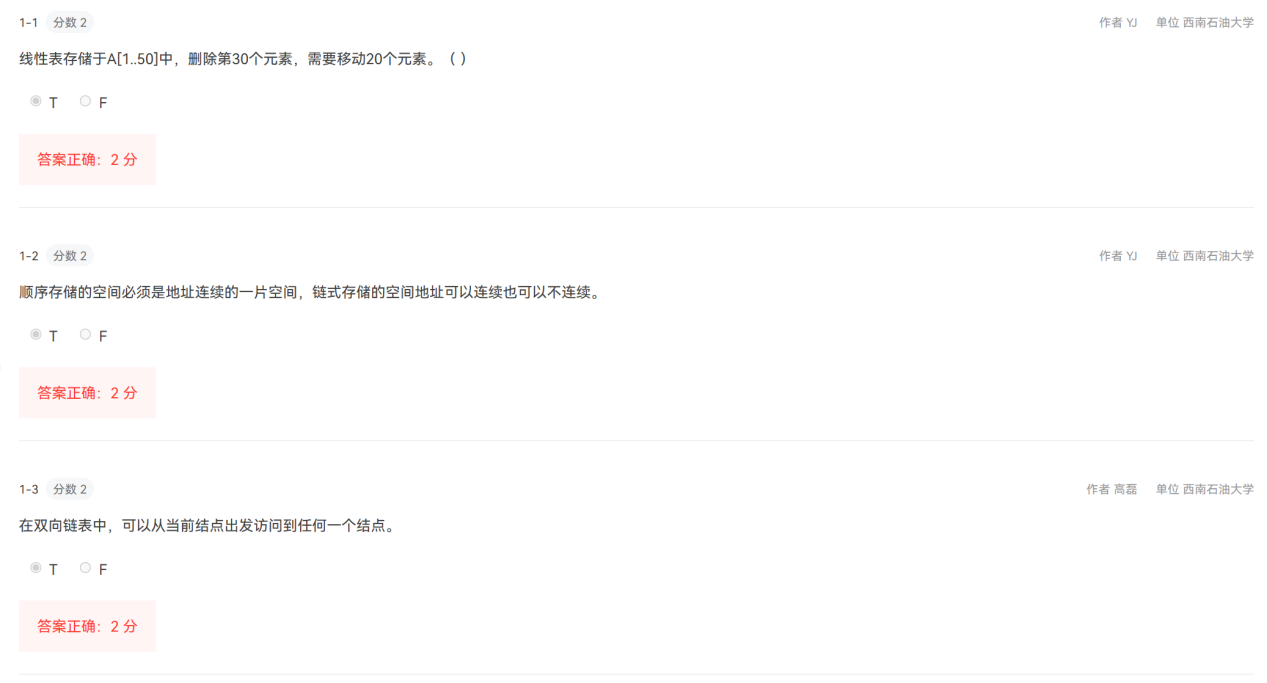 1-1 分数 2 作者 YJ 单位 西南石油大学
线性表存储于A[1..50]中，删除第30个元素，需要移动20个元素。（ ）
T F
答案正确：2 分
1-2 分数 2 作者 YJ 单位 西南石油大学
顺序存储的空间必须是地址连续的一片空间，链式存储的空间地址可以连续也可以不连续。
T F
答案正确：2 分
1-3 分数 2 作者 高磊 单位 西南石油大学
在双向链表中，可以从当前结点出发访问到任何一个结点。
T F
答案正确：2 分